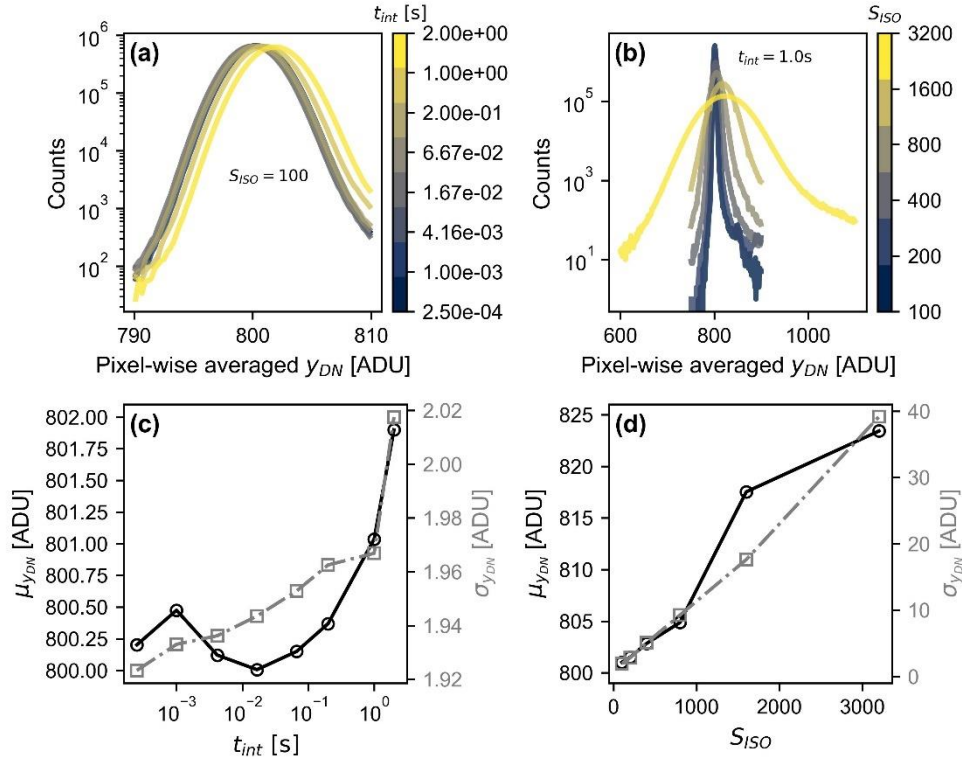 (a)
t_int [s]
10^6
10^5
10^4
10^3
10^2
Counts
S_ISO = 100
790 800 810
Pixel-wise averaged y_DN [ADU]
2.00e+00
1.00e+00
2.00e-01
6.67e-02
1.67e-02
4.16e-03
1.00e-03
2.50e-04
(b)
S_ISO
t_int = 1.0s
10^5
10^3
10^1
Counts
600 800 1000
Pixel-wise averaged y_DN [ADU]
3200
1600
800
400
200
100
(c)
802.00
801.75
801.50
801.25
801.00
800.75
800.50
800.25
800.00
μ_yDN [ADU]
10^−3 10^−2 10^−1 10^0
t_int [s]
2.02
2.00
1.98
1.96
1.94
1.92
σ_yDN [ADU]
(d)
825
820
815
810
805
800
μ_yDN [ADU]
0 1000 2000 3000
S_ISO
40
30
20
10
0
σ_yDN [ADU]